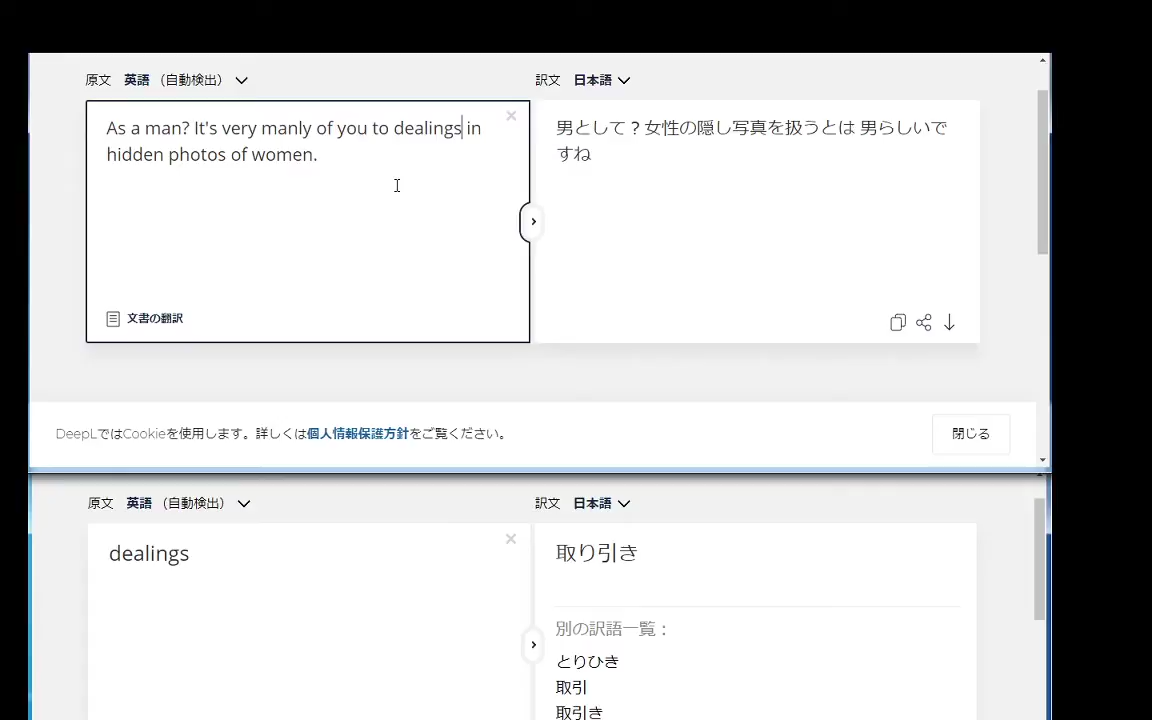 原文 英語 （自動検出）
訳文 日本語
As a man? It's very manly of you to dealings in
hidden photos of women.
男として？女性の隠し写真を扱うとは 男らしいで
すね
文書の翻訳
DeepLではCookieを使用します。詳しくは個人情報保護方針をご覧ください。
閉じる
原文 英語 （自動検出）
訳文 日本語
dealings
取り引き
別の訳語一覧：
とりひき
取引
取引き